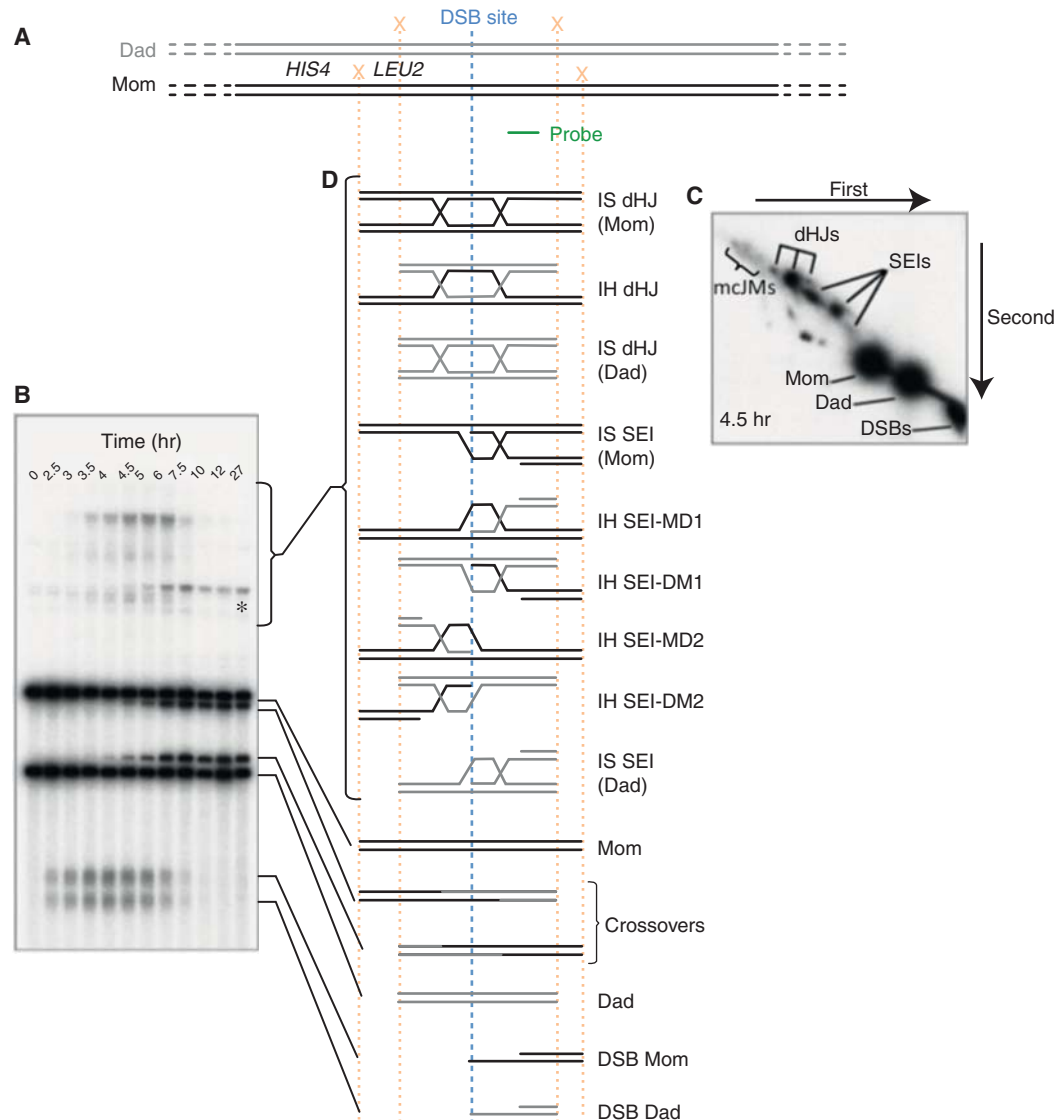 A
DSB site
X
X
Dad
HIS4
X
LEU2
X
Mom
Probe
D
IS dHJ
(Mom)
IH dHJ
IS dHJ
(Dad)
IS SEI
(Mom)
IH SEI-MD1
IH SEI-DM1
IH SEI-MD2
IH SEI-DM2
IS SEI
(Dad)
Mom
Crossovers
Dad
DSB Mom
DSB Dad
C
First
dHJs
SEIs
mcJMs
Second
Mom
Dad
DSBs
4.5 hr
B
Time (hr)
0 2.5 3 3.5 4 4.5 5 6 7.5 10 12 27
*